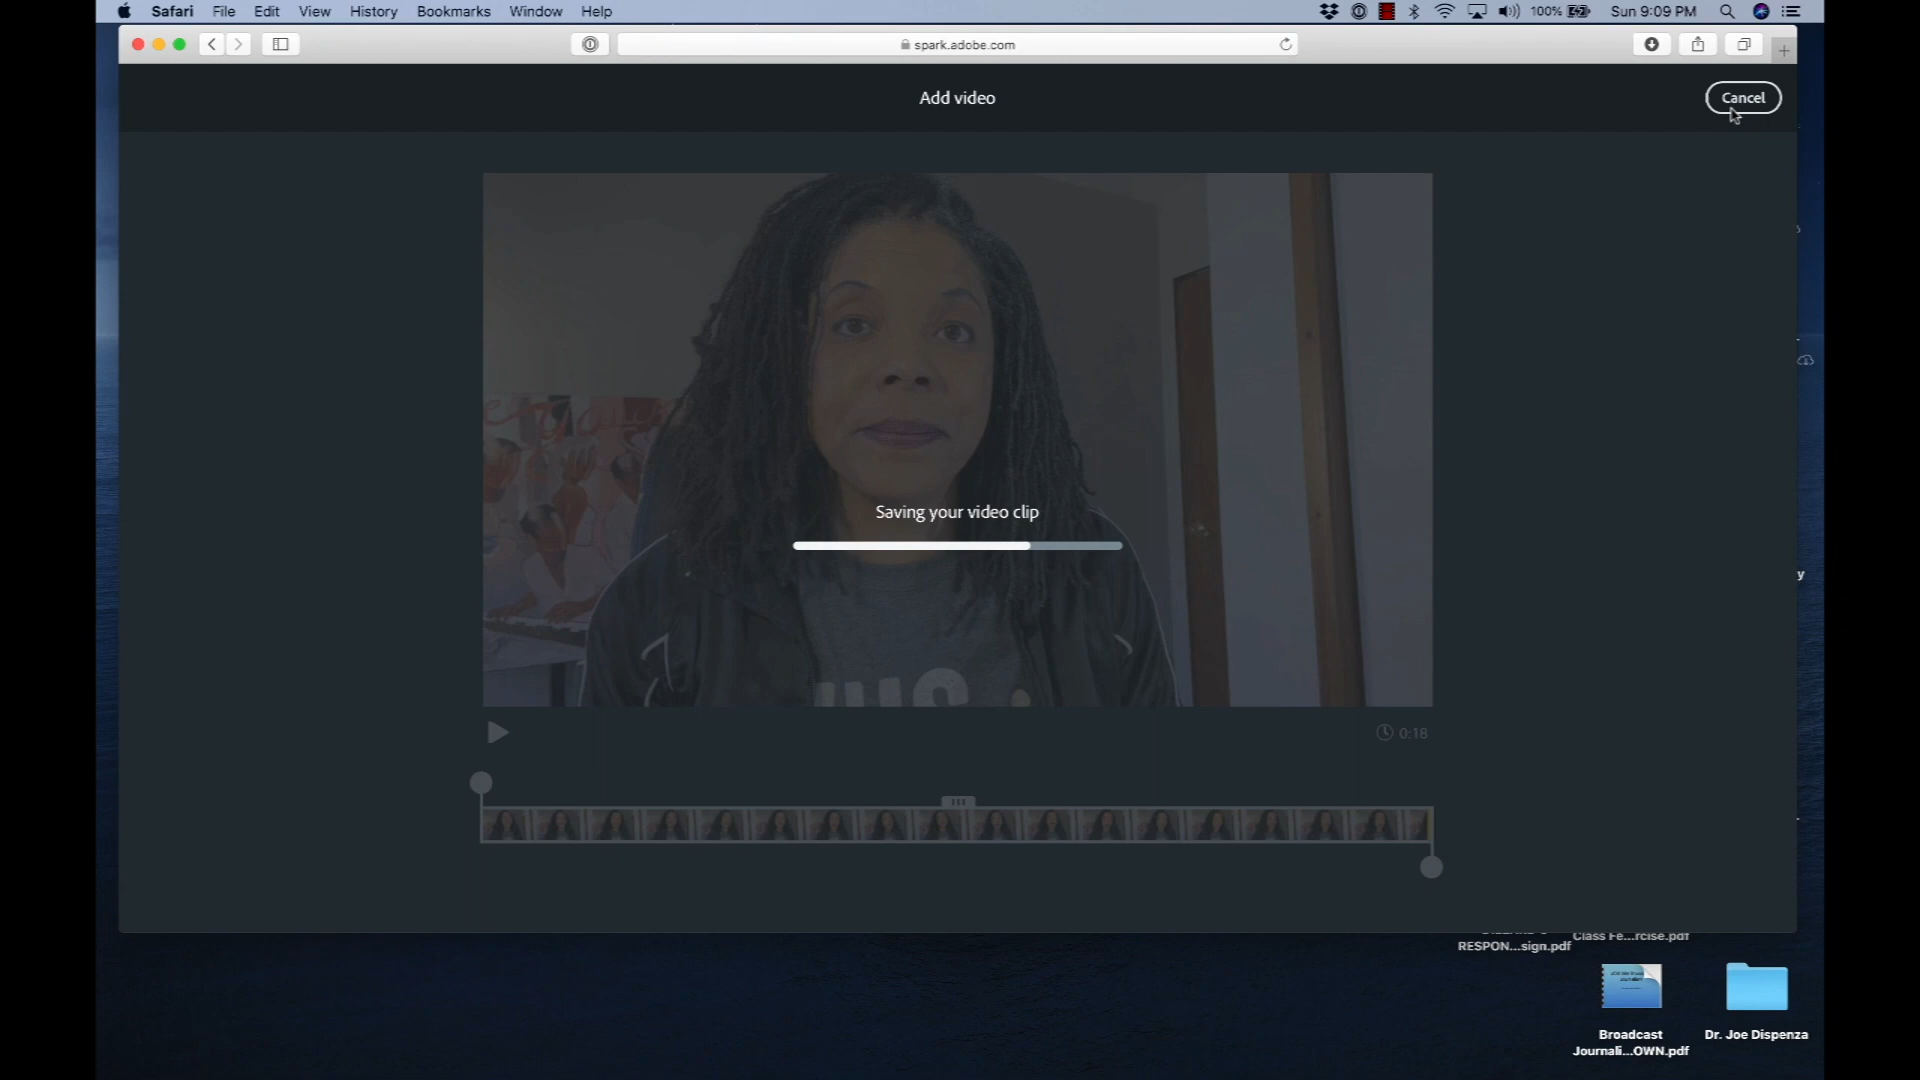 Safari File Edit View History Bookmarks Window Help 100% Sun 9:09 PM
spark.adobe.com
Add video
Cancel
Saving your video clip
0:18
y
Class Fe...rcise.pdf
RESPON...sign.pdf
Broadcast
Journali...OWN.pdf
Dr. Joe Dispenza